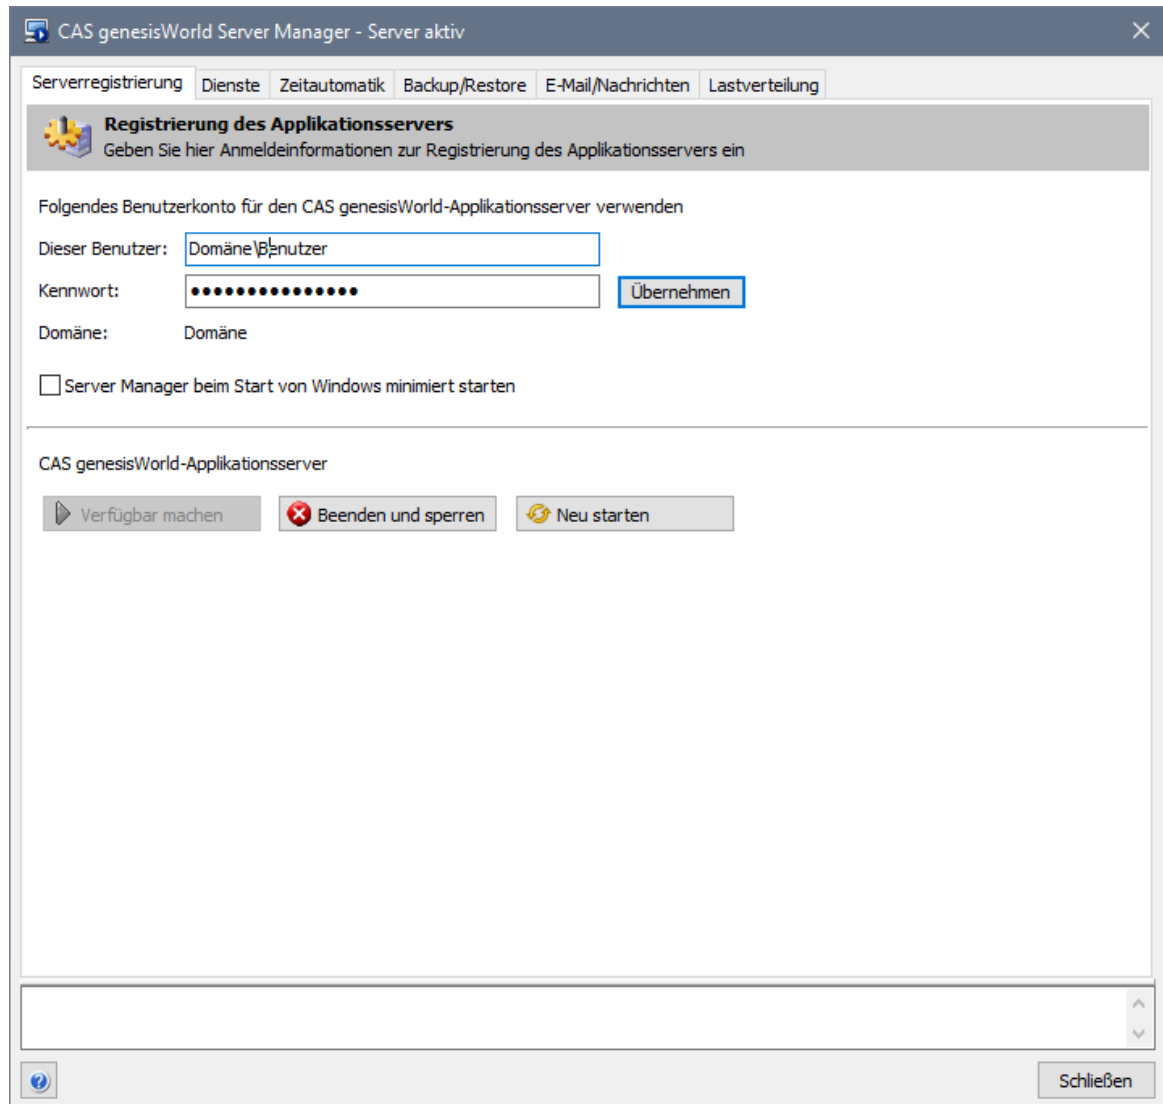 CAS genesisWorld Server Manager - Server aktiv
Serverregistrierung Dienste Zeitautomatik Backup/Restore E-Mail/Nachrichten Lastverteilung
Registrierung des Applikationsservers
Geben Sie hier Anmeldeinformationen zur Registrierung des Applikationsservers ein
Folgendes Benutzerkonto für den CAS genesisWorld-Applikationsserver verwenden
Dieser Benutzer: Domäne\Benutzer
Kennwort: ●●●●●●●●●●●●●●● Übernehmen
Domäne: Domäne
Server Manager beim Start von Windows minimiert starten
CAS genesisWorld-Applikationsserver
Verfügbar machen Beenden und sperren Neu starten
?
Schließen